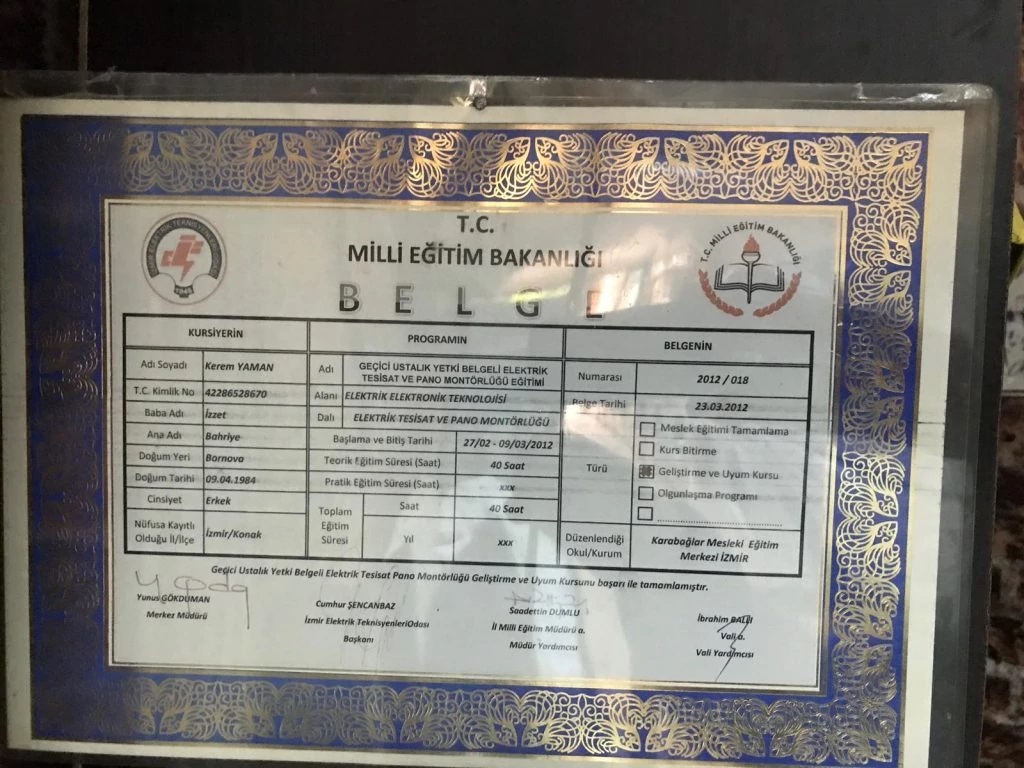 T.C.
MİLLİ EĞİTİM BAKANLIĞI
BELGE
T.C. MİLLİ EĞİTİM BAKANLIĞI
KURSİYERİN
Adı Soyadı Kerem YAMAN
T.C. Kimlik No 42286528670
Baba Adı İzzet
Ana Adı Bahriye
Doğum Yeri Bornova
Doğum Tarihi 09.04.1984
Cinsiyet Erkek
Nüfusa Kayıtlı
Olduğu İl/İlçe İzmir/Konak
PROGRAMIN
Adı GEÇİCİ USTALIK YETKİ BELGELİ ELEKTRİK
TESİSAT VE PANO MONTÖRLÜĞÜ EĞİTİMİ
Alanı ELEKTRİK ELEKTRONİK TEKNOLOJİSİ
Dalı ELEKTRİK TESİSAT VE PANO MONTÖRLÜĞÜ
Başlama ve Bitiş Tarihi 27/02 - 09/03/2012
Teorik Eğitim Süresi (Saat) 40 Saat
Pratik Eğitim Süresi (Saat) xxx
Toplam
Eğitim
Süresi
Saat 40 Saat
Yıl xxx
BELGENİN
Numarası 2012 / 018
Belge Tarihi 23.03.2012
Türü
Meslek Eğitimi Tamamlama
Kurs Bitirme
Geliştirme ve Uyum Kursu
Olgunlaşma Programı
Düzenlendiği
Okul/Kurum
Karabağlar Mesleki Eğitim
Merkezi İZMİR
Geçici Ustalık Yetki Belgeli Elektrik Tesisat Pano Montörlüğü Geliştirme ve Uyum Kursunu başarı ile tamamlamıştır.
Yunus GÖKDUMAN
Merkez Müdürü
Cumhur ŞENCANBAZ
İzmir Elektrik TeknisyenleriOdası
Başkanı
Saadettin DUMLU
İl Milli Eğitim Müdürü a.
Müdür Yardımcısı
İbrahim BALLI
Vali a.
Vali Yardımcısı